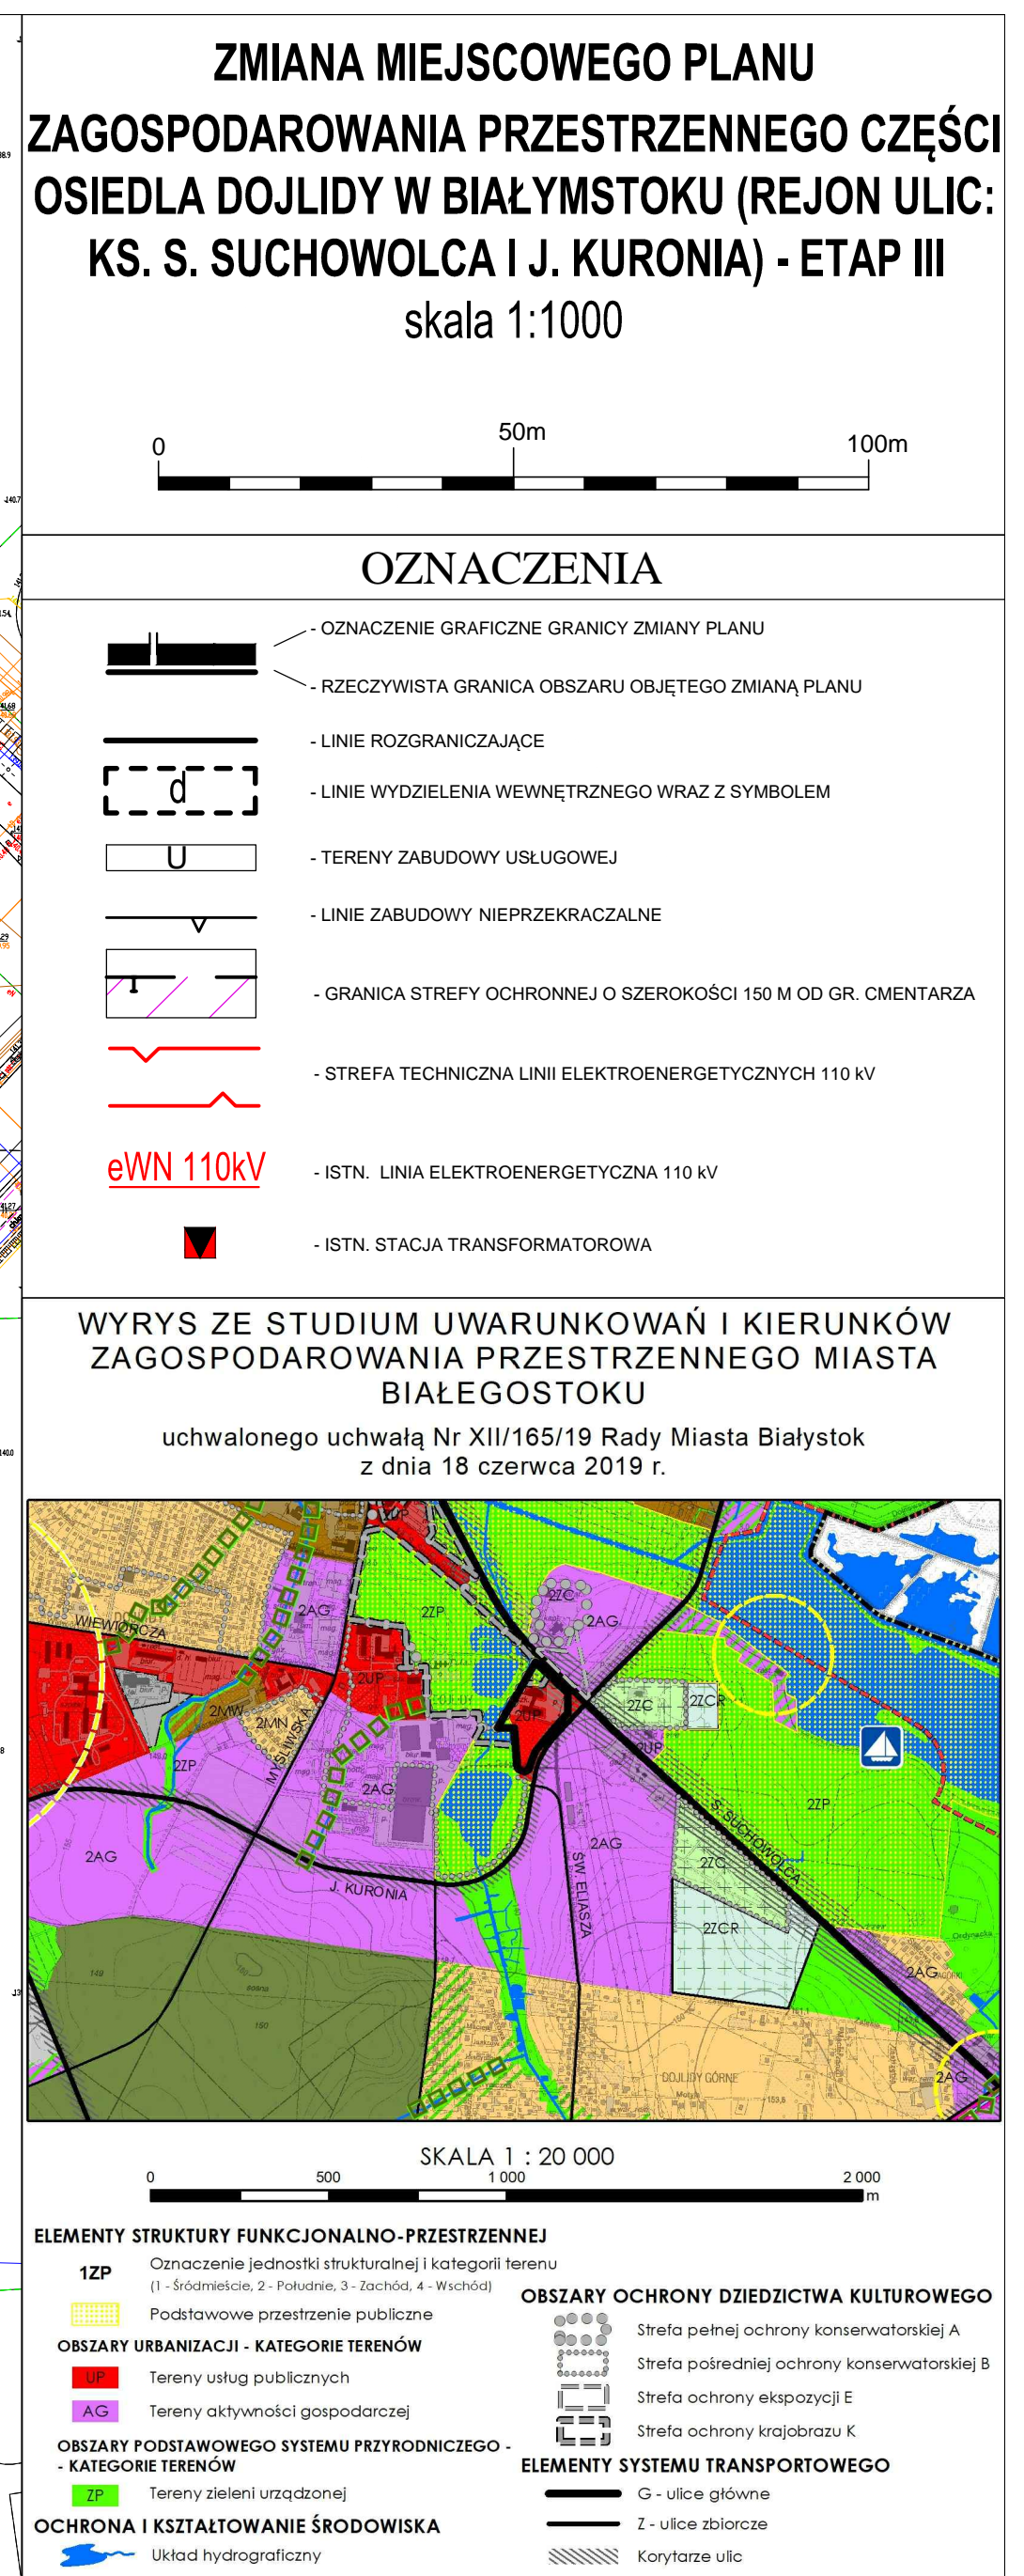 ZMIANA MIEJSCOWEGO PLANU
ZAGOSPODAROWANIA PRZESTRZENNEGO CZĘŚCI
OSIEDLA DOJLIDY W BIAŁYMSTOKU (REJON ULIC:
KS. S. SUCHOWOLCA I J. KURONIA) - ETAP III
skala 1:1000
0 50m 100m
OZNACZENIA
- OZNACZENIE GRAFICZNE GRANICY ZMIANY PLANU
- RZECZYWISTA GRANICA OBSZARU OBJĘTEGO ZMIANĄ PLANU
- LINIE ROZGRANICZAJĄCE
d - LINIE WYDZIELENIA WEWNĘTRZNEGO WRAZ Z SYMBOLEM
U - TERENY ZABUDOWY USŁUGOWEJ
- LINIE ZABUDOWY NIEPRZEKRACZALNE
- GRANICA STREFY OCHRONNEJ O SZEROKOŚCI 150 M OD GR. CMENTARZA
- STREFA TECHNICZNA LINII ELEKTROENERGETYCZNYCH 110 kV
eWN 110kV - ISTN. LINIA ELEKTROENERGETYCZNA 110 kV
- ISTN. STACJA TRANSFORMATOROWA
WYRYS ZE STUDIUM UWARUNKOWAŃ I KIERUNKÓW
ZAGOSPODAROWANIA PRZESTRZENNEGO MIASTA
BIAŁEGOSTOKU
uchwalonego uchwałą Nr XII/165/19 Rady Miasta Białystok
z dnia 18 czerwca 2019 r.
2UP
2ZC
2AG
2ZP
2AG
WIEWIÓRCZA
2UP
2ZC
2ZCR
2MW
2MN
2UP
2UP
MYŚLIWSKA
2ZP
2AG
2ZP
2AG
2AG
S. SUCHOWOLCA
2ZC
J. KURONIA
ŚW. ELIASZA
2ZCR
2AG
149
150
150
DOJLIDY GÓRNE
153,8
2AG
SKALA 1 : 20 000
0 500 1 000 2 000
m
ELEMENTY STRUKTURY FUNKCJONALNO-PRZESTRZENNEJ
1ZP Oznaczenie jednostki strukturalnej i kategorii terenu
(1 - Śródmieście, 2 - Południe, 3 - Zachód, 4 - Wschód)
Podstawowe przestrzenie publiczne
OBSZARY URBANIZACJI - KATEGORIE TERENÓW
UP Tereny usług publicznych
AG Tereny aktywności gospodarczej
OBSZARY PODSTAWOWEGO SYSTEMU PRZYRODNICZEGO -
- KATEGORIE TERENÓW
ZP Tereny zieleni urządzonej
OCHRONA I KSZTAŁTOWANIE ŚRODOWISKA
Układ hydrograficzny
OBSZARY OCHRONY DZIEDZICTWA KULTUROWEGO
Strefa pełnej ochrony konserwatorskiej A
Strefa pośredniej ochrony konserwatorskiej B
Strefa ochrony ekspozycji E
Strefa ochrony krajobrazu K
ELEMENTY SYSTEMU TRANSPORTOWEGO
G - ulice główne
Z - ulice zbiorcze
Korytarze ulic